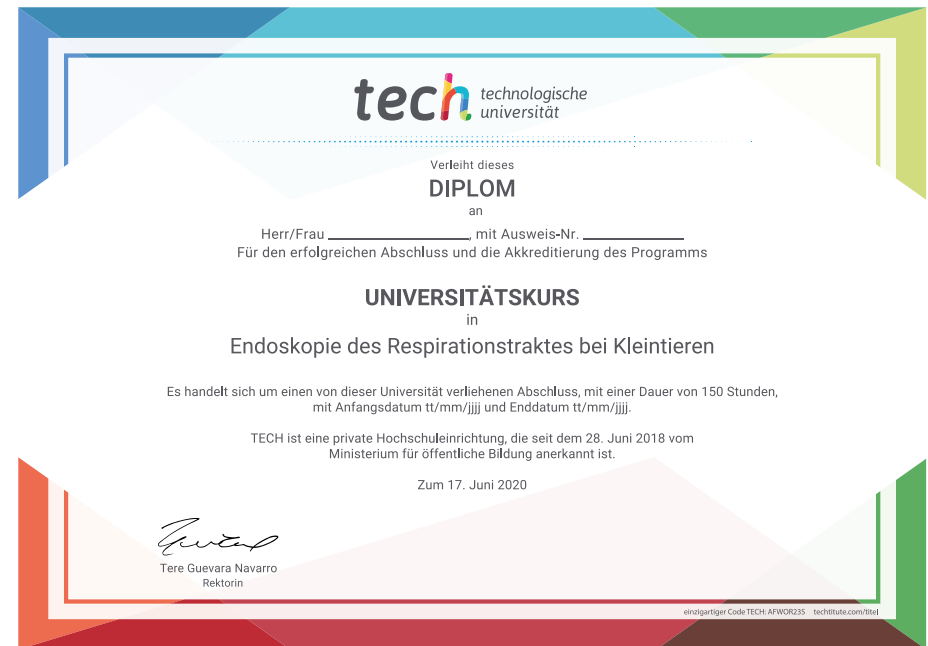 tech technologische
universität
Verleiht dieses
DIPLOM
an
Herr/Frau ____________, mit Ausweis-Nr. ____________
Für den erfolgreichen Abschluss und die Akkreditierung des Programms
UNIVERSITÄTSKURS
in
Endoskopie des Respirationstraktes bei Kleintieren
Es handelt sich um einen von dieser Universität verliehenen Abschluss, mit einer Dauer von 150 Stunden,
mit Anfangsdatum tt/mm/jjjj und Enddatum tt/mm/jjjj.
TECH ist eine private Hochschuleinrichtung, die seit dem 28. Juni 2018 vom
Ministerium für öffentliche Bildung anerkannt ist.
Zum 17. Juni 2020
Tere Guevara Navarro
Rektorin
einzigartiger Code TECH: AFWOR23S techtitute.com/titel